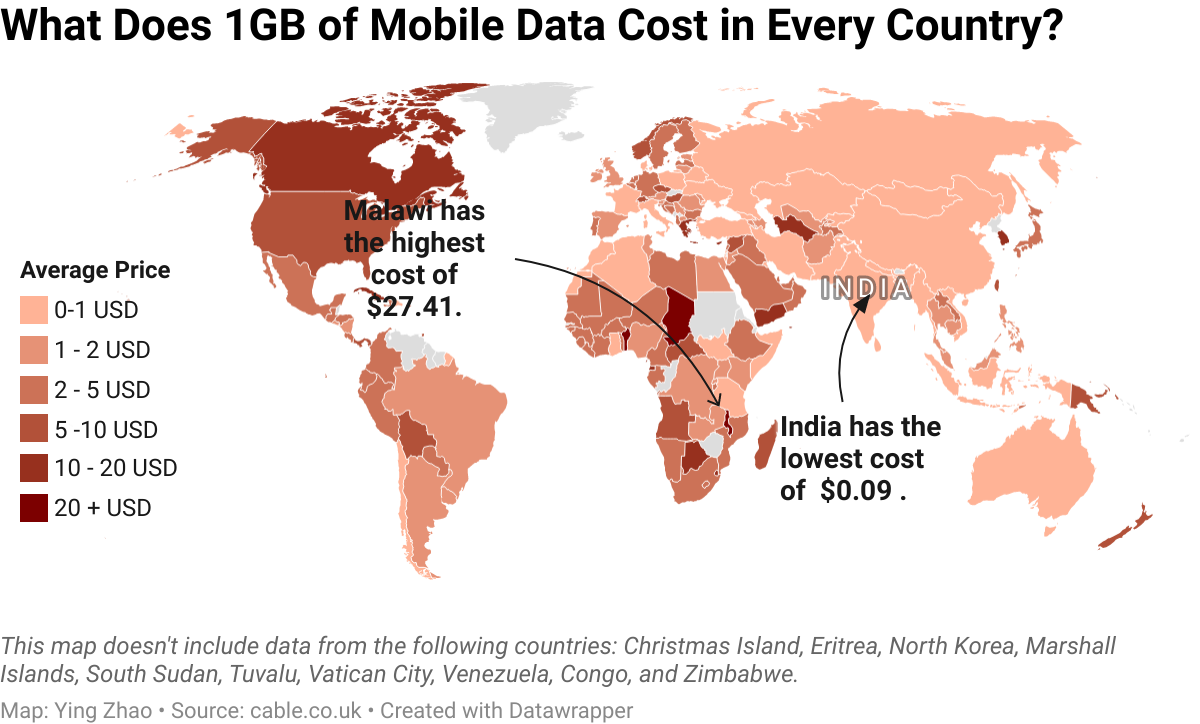 What Does 1GB of Mobile Data Cost in Every Country?
Malawi has
the highest
cost of
$27.41.
Average Price
0-1 USD
1 - 2 USD
2 - 5 USD
5 -10 USD
10 - 20 USD
20 + USD
INDIA
India has the
lowest cost
of $0.09 .
This map doesn't include data from the following countries: Christmas Island, Eritrea, North Korea, Marshall
Islands, South Sudan, Tuvalu, Vatican City, Venezuela, Congo, and Zimbabwe.
Map: Ying Zhao • Source: cable.co.uk • Created with Datawrapper